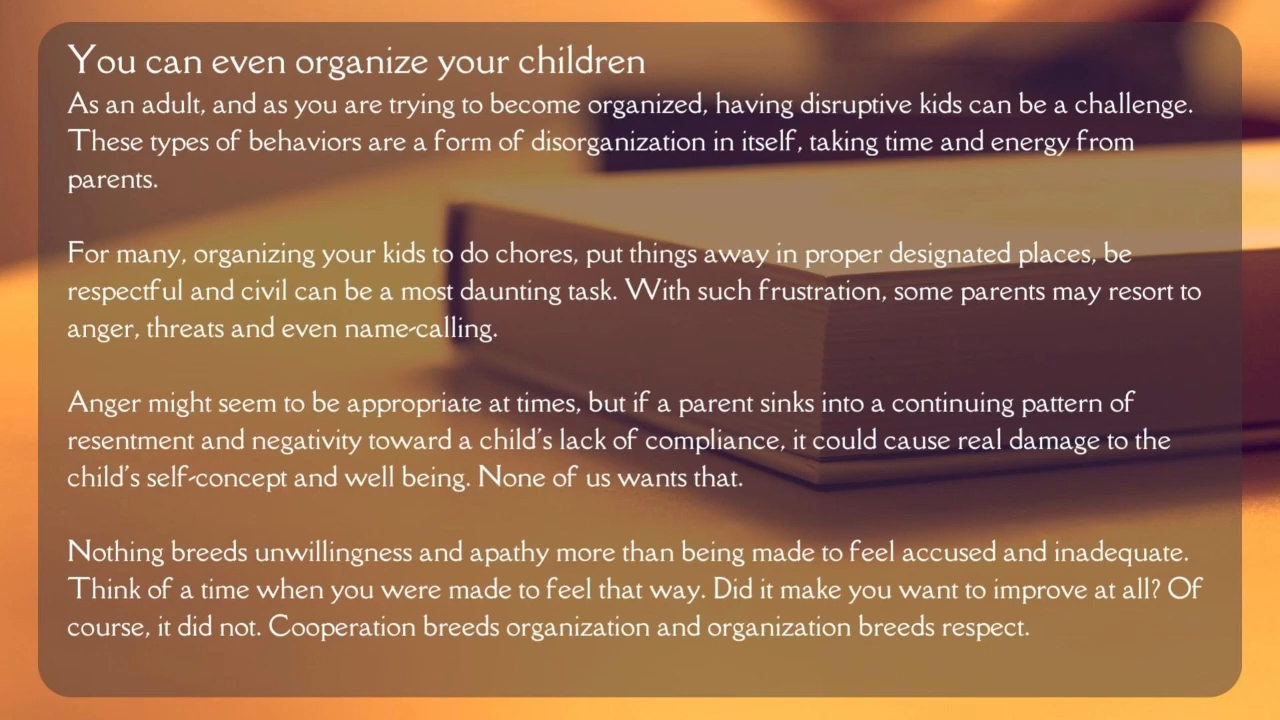 You can even organize your children
As an adult, and as you are trying to become organized, having disruptive kids can be a challenge.
These types of behaviors are a form of disorganization in itself, taking time and energy from
parents.
For many, organizing your kids to do chores, put things away in proper designated places, be
respectful and civil can be a most daunting task. With such frustration, some parents may resort to
anger, threats and even name-calling.
Anger might seem to be appropriate at times, but if a parent sinks into a continuing pattern of
resentment and negativity toward a child's lack of compliance, it could cause real damage to the
child's self-concept and well being. None of us wants that.
Nothing breeds unwillingness and apathy more than being made to feel accused and inadequate.
Think of a time when you were made to feel that way. Did it make you want to improve at all? Of
course, it did not. Cooperation breeds organization and organization breeds respect.